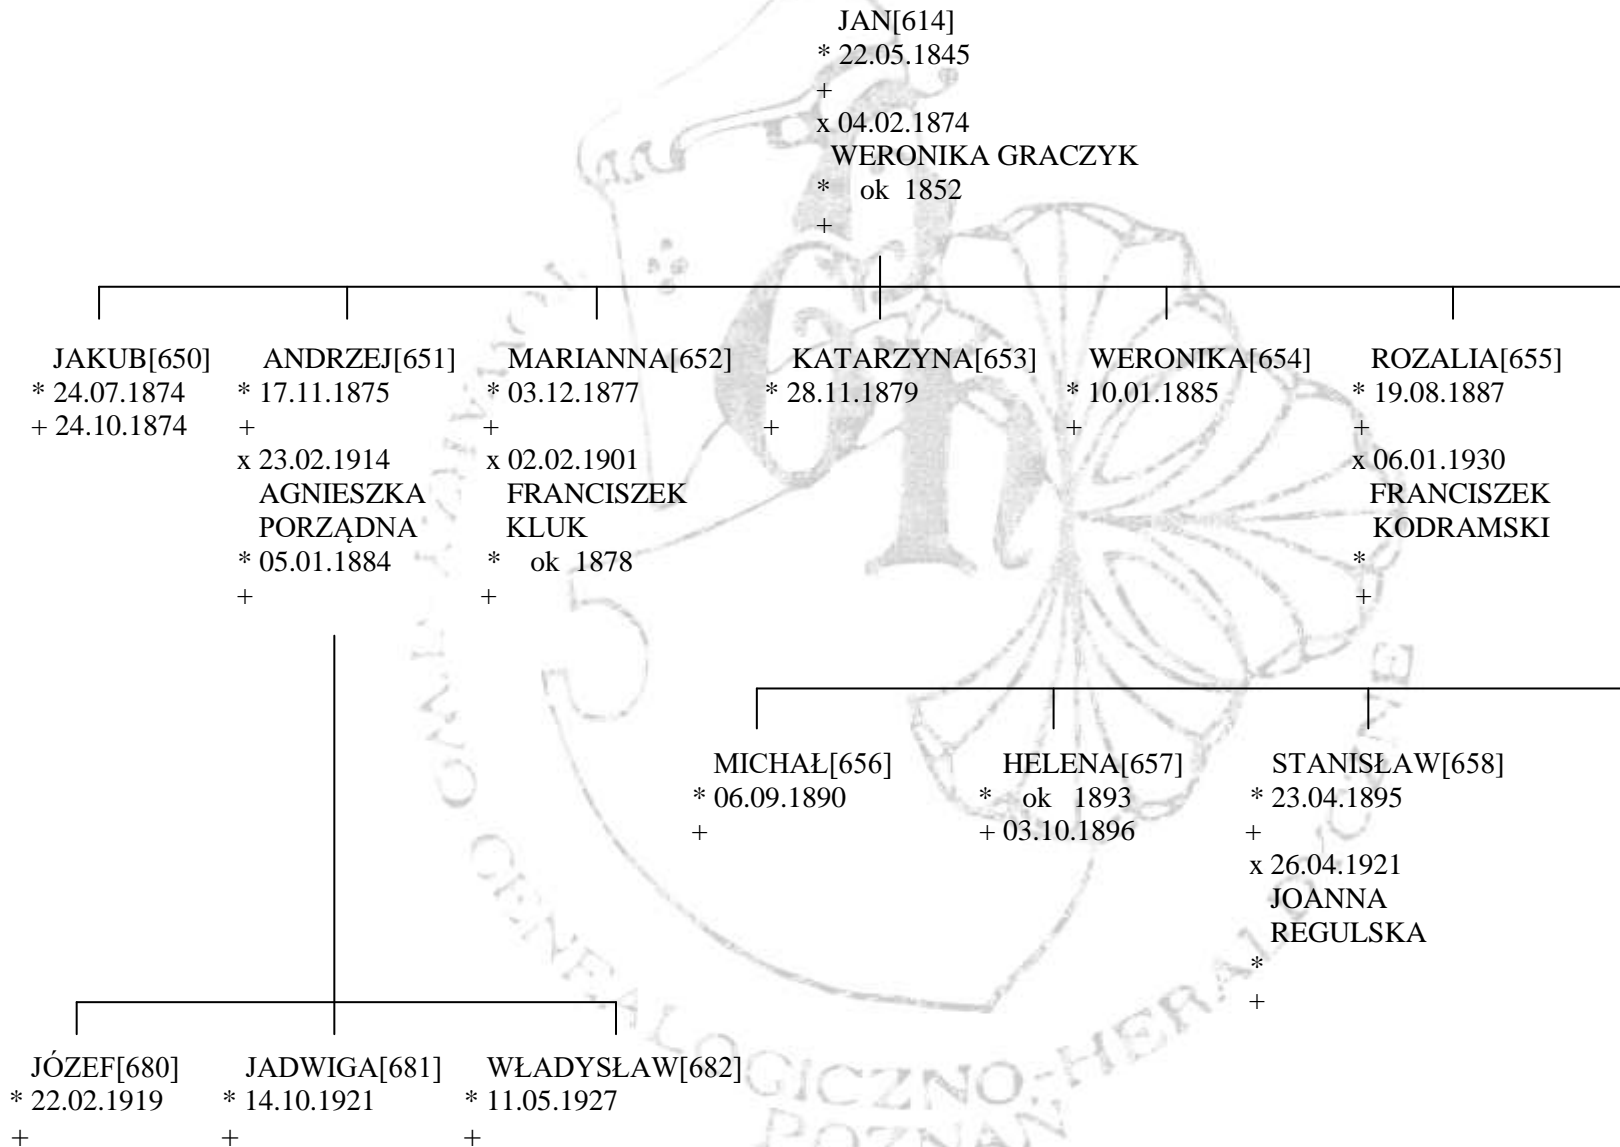 JAN[614]
* 22.05.1845
+
x 04.02.1874
WERONIKA GRACZYK
* ok 1852
+
JAKUB[650]
* 24.07.1874
+ 24.10.1874
ANDRZEJ[651]
* 17.11.1875
+
x 23.02.1914
AGNIESZKA
PORZĄDNA
* 05.01.1884
+
MARIANNA[652]
* 03.12.1877
+
x 02.02.1901
FRANCISZEK
KLUK
* ok 1878
+
KATARZYNA[653]
* 28.11.1879
+
WERONIKA[654]
* 10.01.1885
+
ROZALIA[655]
* 19.08.1887
+
x 06.01.1930
FRANCISZEK
KODRAMSKI
*
+
MICHAŁ[656]
* 06.09.1890
+
HELENA[657]
* ok 1893
+ 03.10.1896
STANISŁAW[658]
* 23.04.1895
+
x 26.04.1921
JOANNA
REGULSKA
*
+
JÓZEF[680]
* 22.02.1919
+
JADWIGA[681]
* 14.10.1921
+
WŁADYSŁAW[682]
* 11.05.1927
+
POZNAŃ